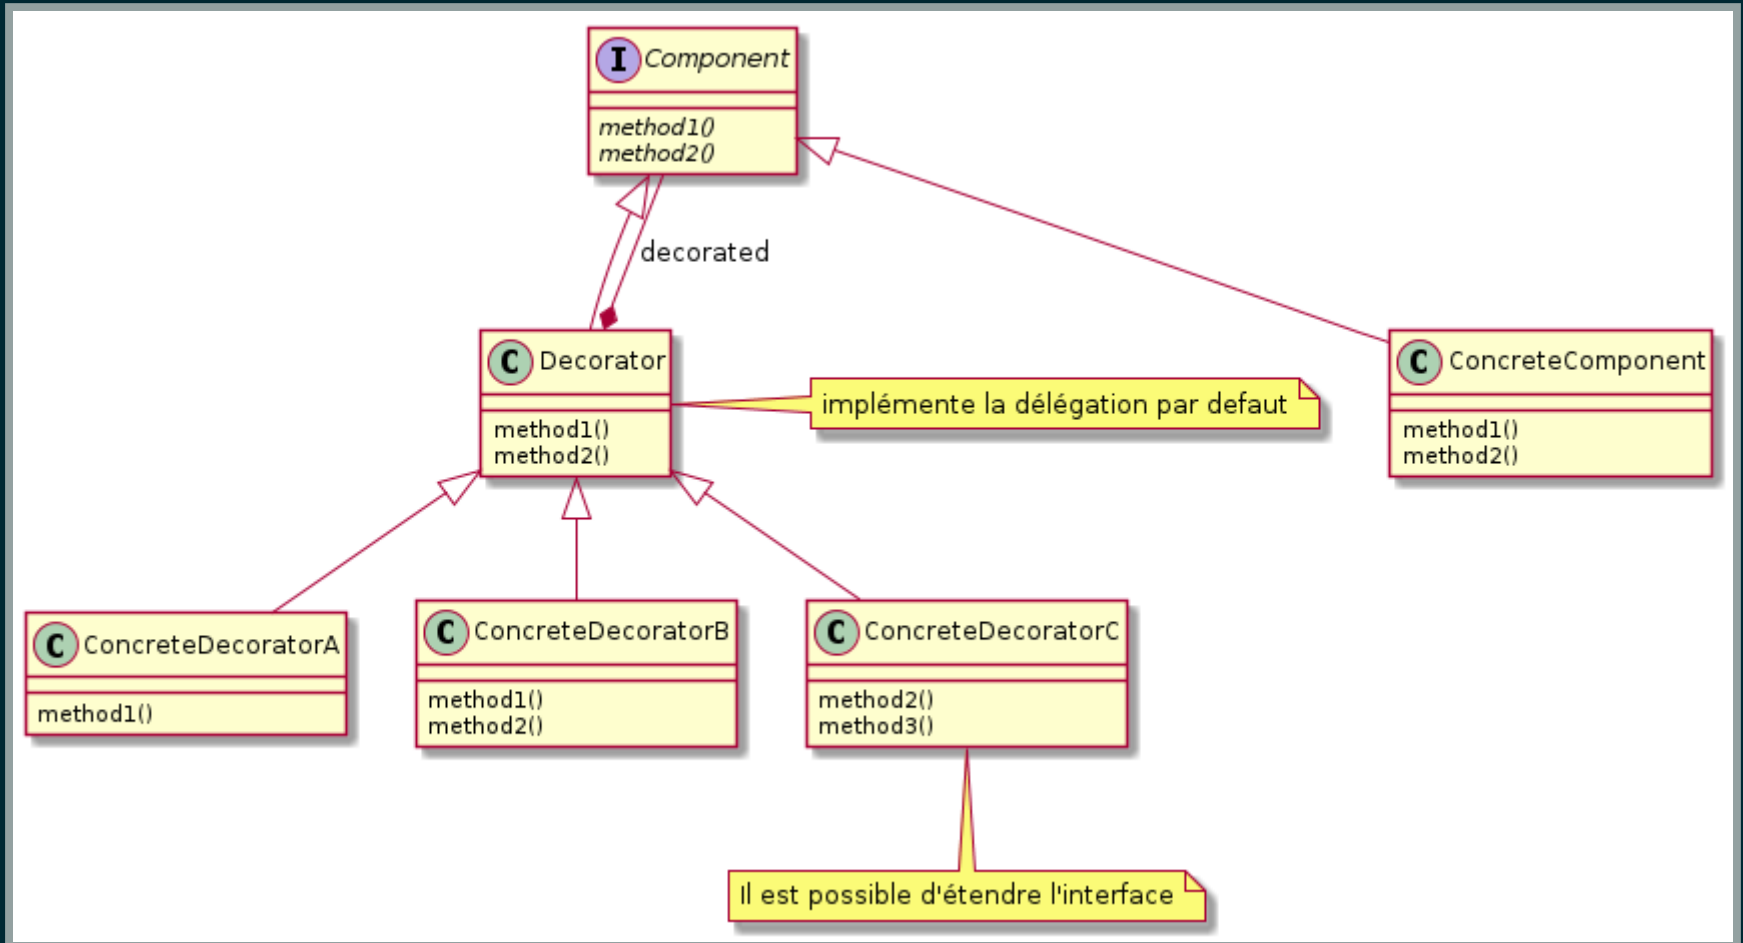 I Component
method1()
method2()
decorated
C Decorator
method1()
method2()
implémente la délégation par defaut
C ConcreteComponent
method1()
method2()
C ConcreteDecoratorA
method1()
C ConcreteDecoratorB
method1()
method2()
C ConcreteDecoratorC
method2()
method3()
Il est possible d'étendre l'interface